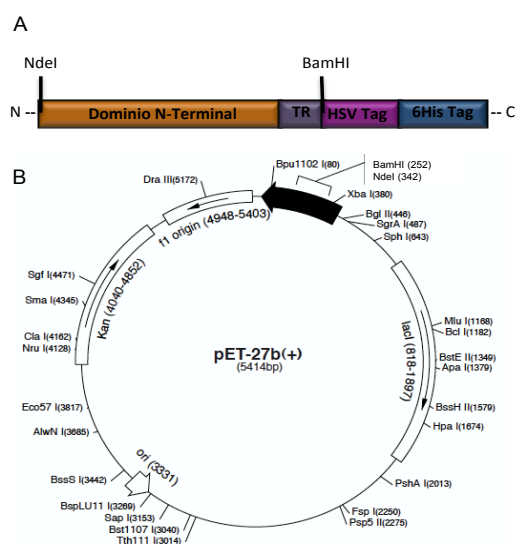 A
NdeI
BamHI
N -- Dominio N-Terminal TR HSV Tag 6His Tag -- C
B
Bpu1102 I(80)
BamHI (252)
NdeI (342)
Dra III(5172)
Xba I(380)
Bgl II(446)
SgrA I(487)
Sph I(643)
f1 origin (4948-5403)
Sgf I(4471)
Sma I(4345)
Kan (4040-4852)
Cla I(4162)
Nru I(4128)
Mlu I(1168)
Bcl I(1182)
lacI (818-1897)
BstE II(1349)
Apa I(1379)
pET-27b(+)
(5414bp)
BssH II(1579)
Hpa I(1674)
Eco57 I(3817)
AlwN I(3685)
ori (3331)
BssS I(3442)
PshA I(2013)
BspLU11 I(3269)
Sap I(3153)
Bst1107 I(3040)
Tth111 I(3014)
Fsp I(2250)
Psp5 II(2275)